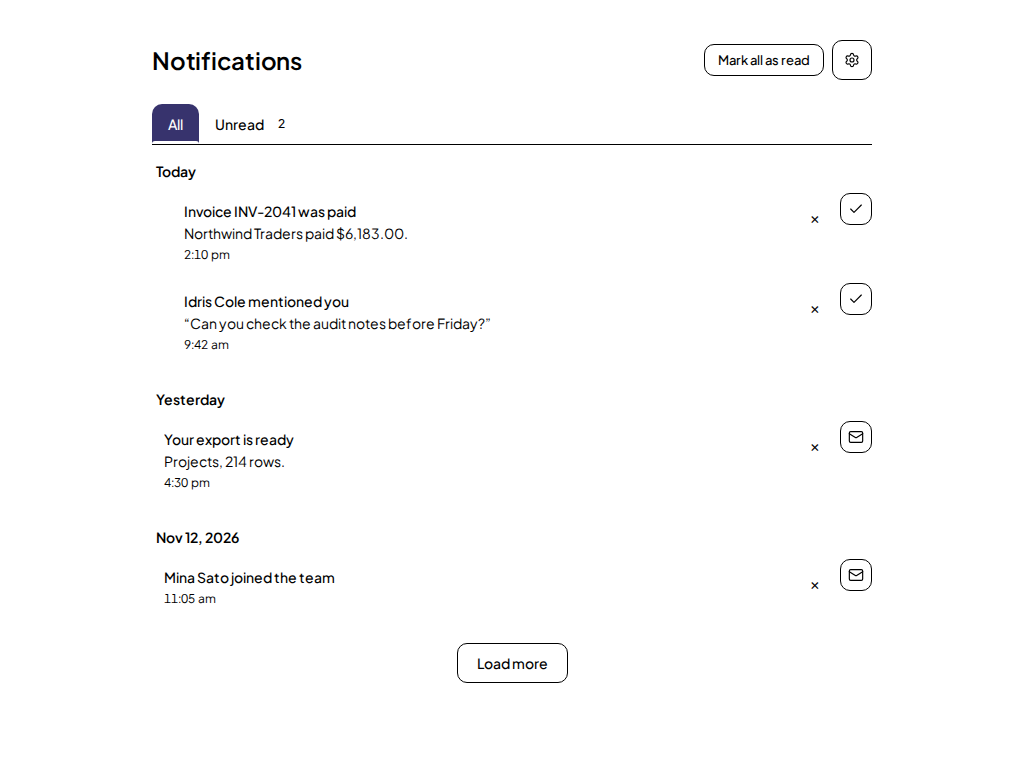 Notifications
Mark all as read
All
Unread 2
Today
Invoice INV-2041 was paid
Northwind Traders paid $6,183.00.
2:10 pm
Idris Cole mentioned you
“Can you check the audit notes before Friday?”
9:42 am
Yesterday
Your export is ready
Projects, 214 rows.
4:30 pm
Nov 12, 2026
Mina Sato joined the team
11:05 am
Load more